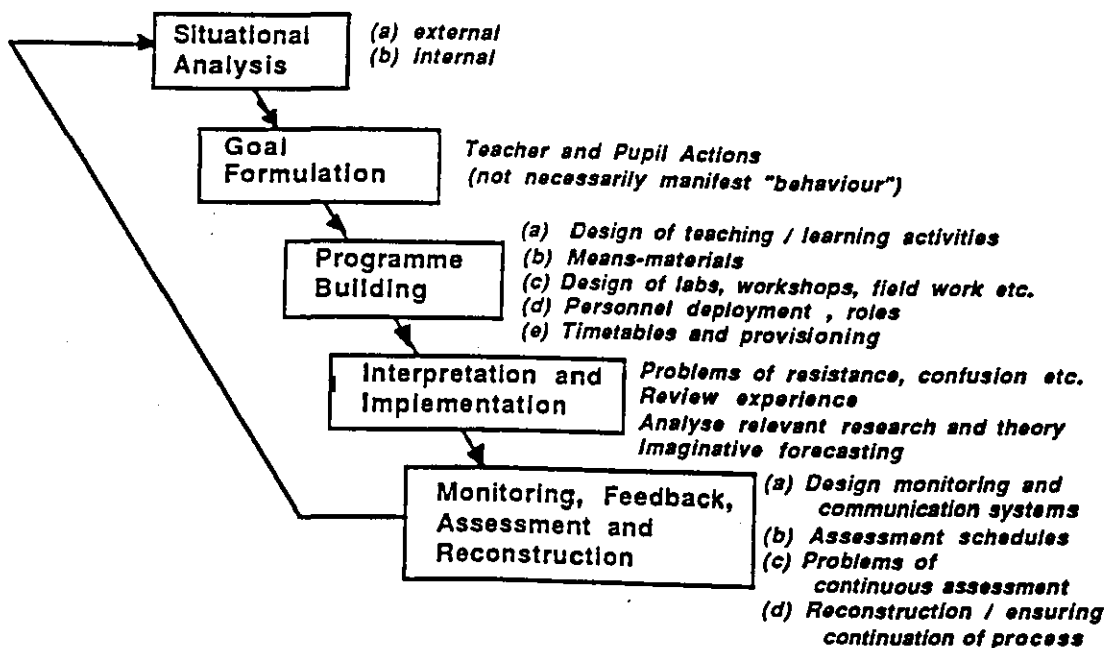 Situational
Analysis
(a) external
(b) internal
Goal
Formulation
Teacher and Pupil Actions
(not necessarily manifest "behaviour")
Programme
Building
(a) Design of teaching / learning activities
(b) Means-materials
(c) Design of labs, workshops, field work etc.
(d) Personnel deployment , roles
(e) Timetables and provisioning
Interpretation and
Implementation
Problems of resistance, confusion etc.
Review experience
Analyse relevant research and theory
Imaginative forecasting
Monitoring, Feedback,
Assessment and
Reconstruction
(a) Design monitoring and
communication systems
(b) Assessment schedules
(c) Problems of
continuous assessment
(d) Reconstruction / ensuring
continuation of process